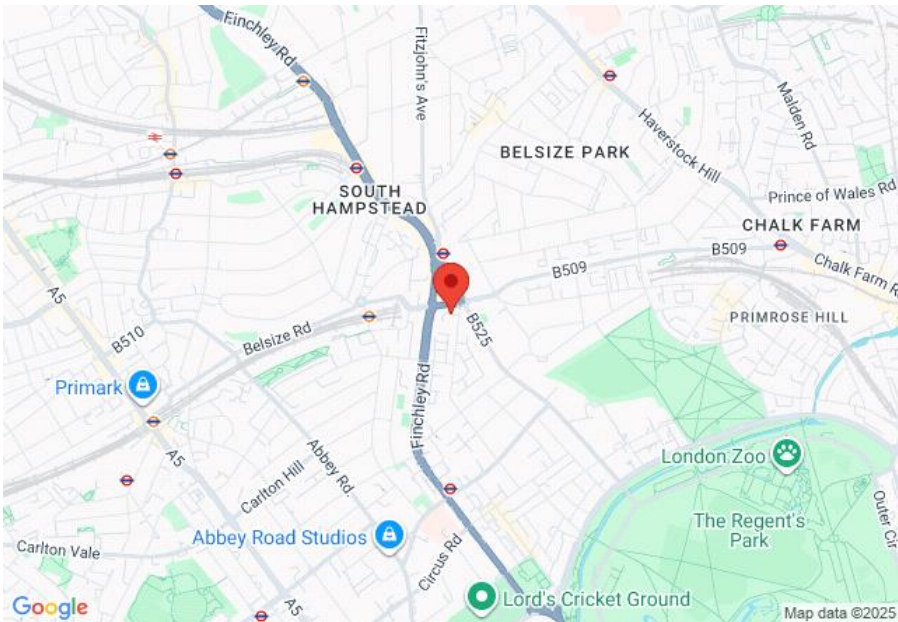 Finchley Rd
Fitzjohn's Ave
BELSIZE PARK
Haverstock Hill
Malden Rd
SOUTH
HAMPSTEAD
Prince of Wales Rd
CHALK FARM
B509
B509
Chalk Farm R
A5
B510
Belsize Rd
B525
PRIMROSE HILL
Primark
Finchley Rd
A5
Abbey Rd.
Carlton Hill
London Zoo
Outer Cir
The Regent's
Park
Abbey Road Studios
Circus Rd
Carlton Vale
A5
Lord's Cricket Ground
Google
Map data ©2025